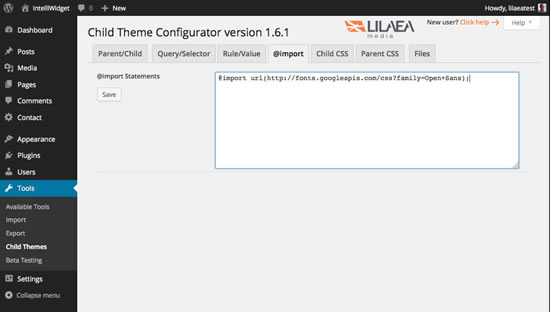 IntelliWidget 0 + New Howdy, lilaeatest
Dashboard
Posts
Media
Pages
Comments
Contact
Appearance
Plugins
Users
Tools
Available Tools
Import
Export
Child Themes
Beta Testing
Settings
Collapse menu
Child Theme Configurator version 1.6.1
LILAEA
media
New user? Click help →
Help
Parent/Child Query/Selector Rule/Value @import Child CSS Parent CSS Files
@import Statements
Save
@import url(http://fonts.googleapis.com/css?family=Open+Sans);